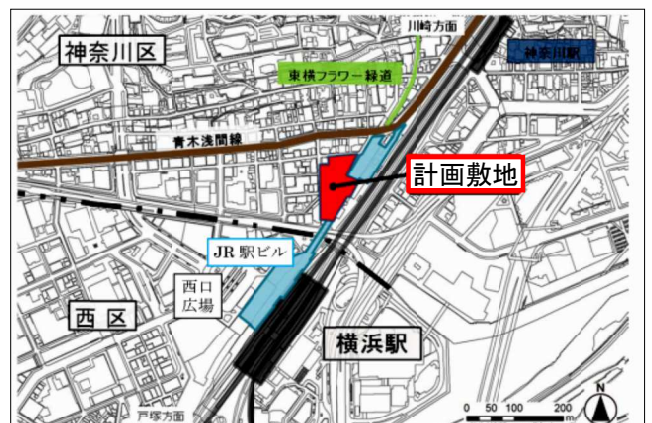 川崎方面
神奈川区
神奈川駅
東横フラワー緑道
青木浅間線
計画敷地
JR 駅ビル
西口
広場
西区
横浜駅
戸塚方面
0 50 100 200
m
N